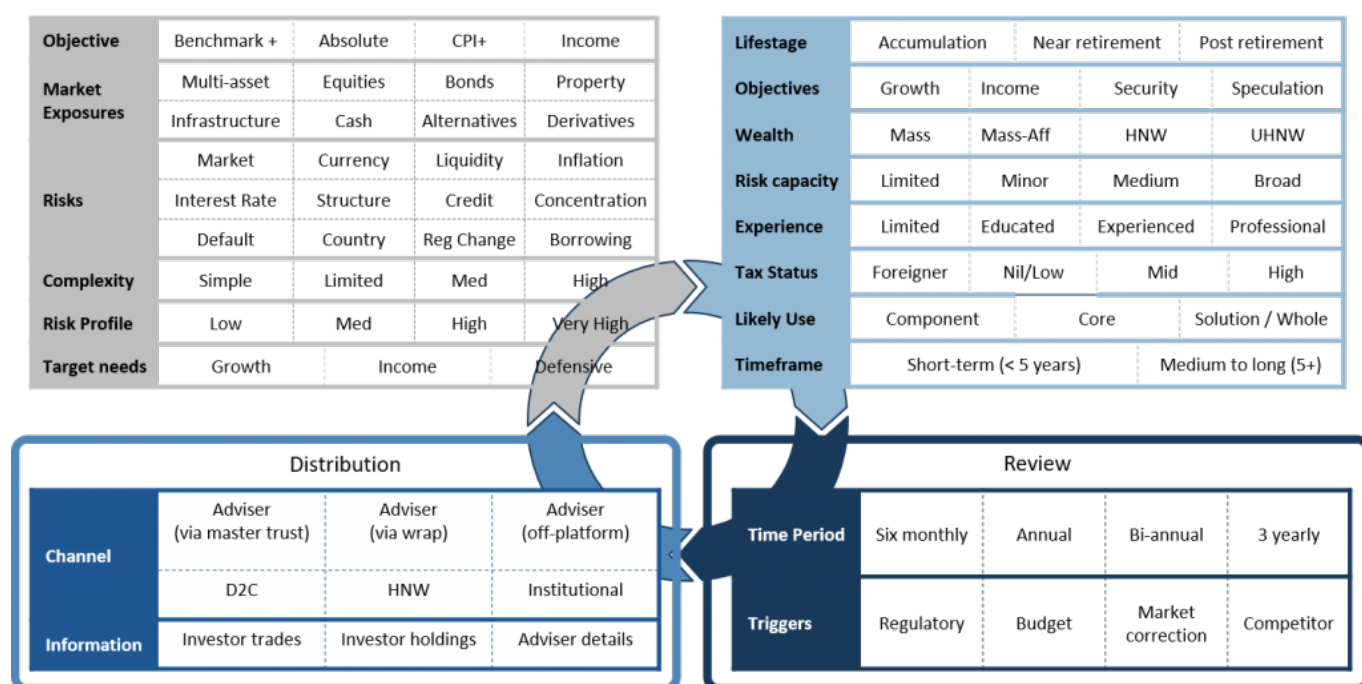 Objective Benchmark + Absolute CPI+ Income
Market Exposures Multi-asset Equities Bonds Property
Infrastructure Cash Alternatives Derivatives
Risks Market Currency Liquidity Inflation
Interest Rate Structure Credit Concentration
Default Country Reg Change Borrowing
Complexity Simple Limited Med High
Risk Profile Low Med High Very High
Target needs Growth Income Defensive
Lifestage Accumulation Near retirement Post retirement
Objectives Growth Income Security Speculation
Wealth Mass Mass-Aff HNW UHNW
Risk capacity Limited Minor Medium Broad
Experience Limited Educated Experienced Professional
Tax Status Foreigner Nil/Low Mid High
Likely Use Component Core Solution / Whole
Timeframe Short-term (< 5 years) Medium to long (5+)
Distribution
Channel
Adviser (via master trust) Adviser (via wrap) Adviser (off-platform)
D2C HNW Institutional
Information Investor trades Investor holdings Adviser details
Review
Time Period Six monthly Annual Bi-annual 3 yearly
Triggers Regulatory Budget Market correction Competitor